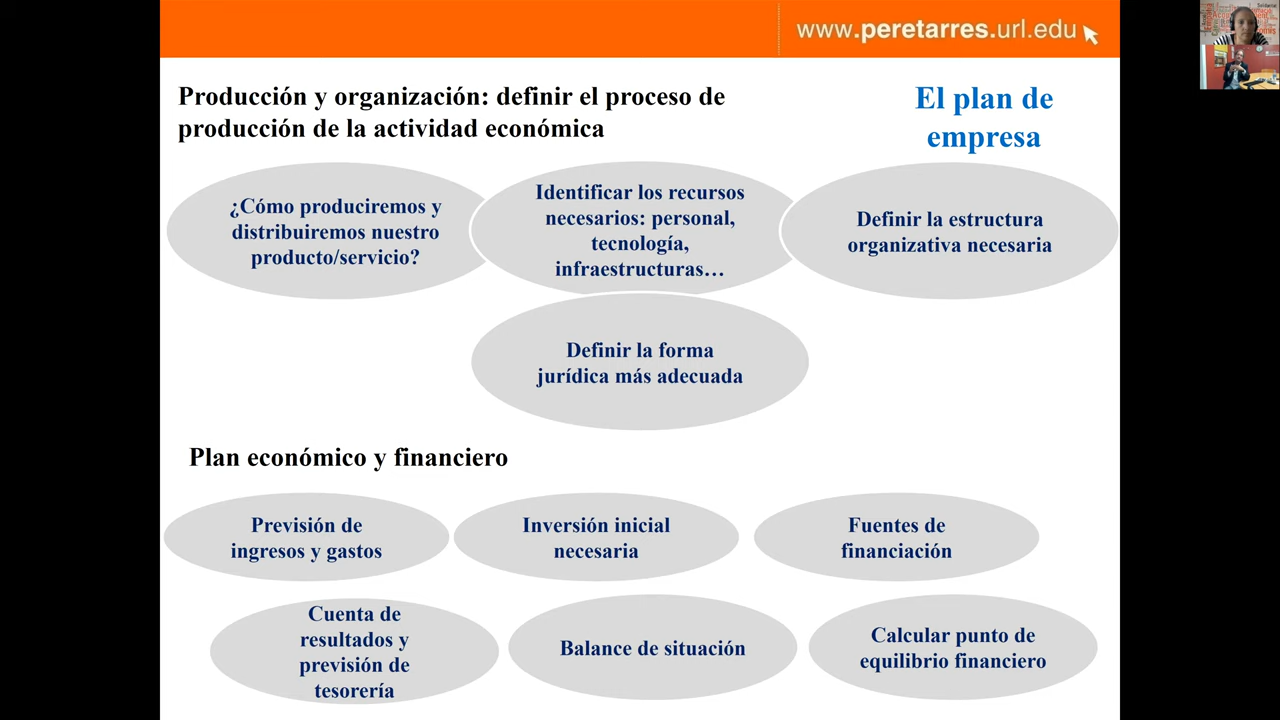 www.peretarres.url.edu
Producción y organización: definir el proceso de
producción de la actividad económica
El plan de
empresa
¿Cómo produciremos y
distribuiremos nuestro
producto/servicio?
Identificar los recursos
necesarios: personal,
tecnología,
infraestructuras…
Definir la estructura
organizativa necesaria
Definir la forma
jurídica más adecuada
Plan económico y financiero
Previsión de
ingresos y gastos
Inversión inicial
necesaria
Fuentes de
financiación
Cuenta de
resultados y
previsión de
tesorería
Balance de situación
Calcular punto de
equilibrio financiero